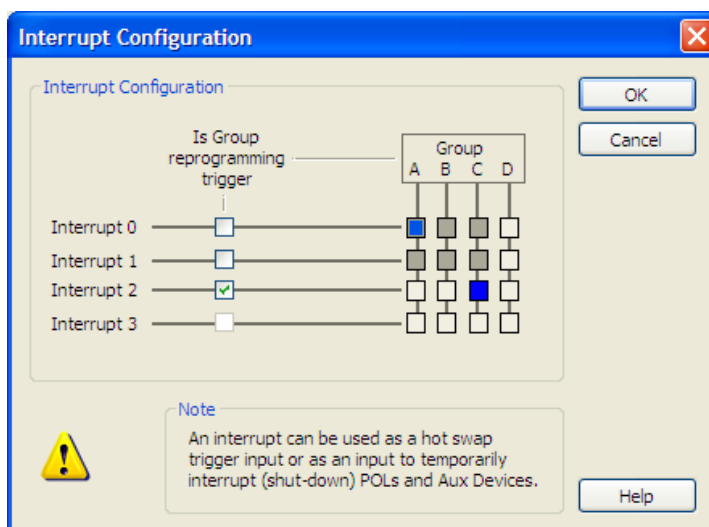 Interrupt Configuration
Interrupt Configuration
OK
Cancel
Is Group
reprogramming
trigger
Group
A B C D
Interrupt 0
Interrupt 1
Interrupt 2
Interrupt 3
Note
An interrupt can be used as a hot swap
trigger input or as an input to temporarily
interrupt (shut-down) POLs and Aux Devices.
Help